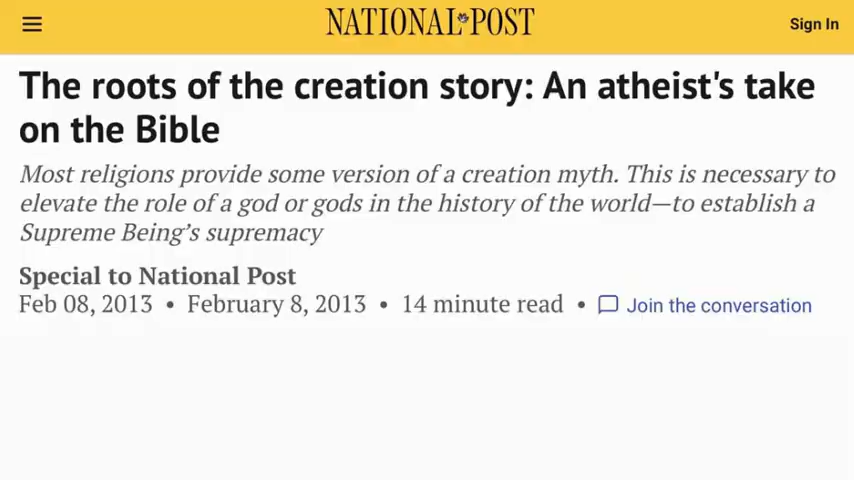 NATIONAL POST
Sign In
The roots of the creation story: An atheist's take
on the Bible
Most religions provide some version of a creation myth. This is necessary to
elevate the role of a god or gods in the history of the world—to establish a
Supreme Being’s supremacy
Special to National Post
Feb 08, 2013 • February 8, 2013 • 14 minute read • Join the conversation